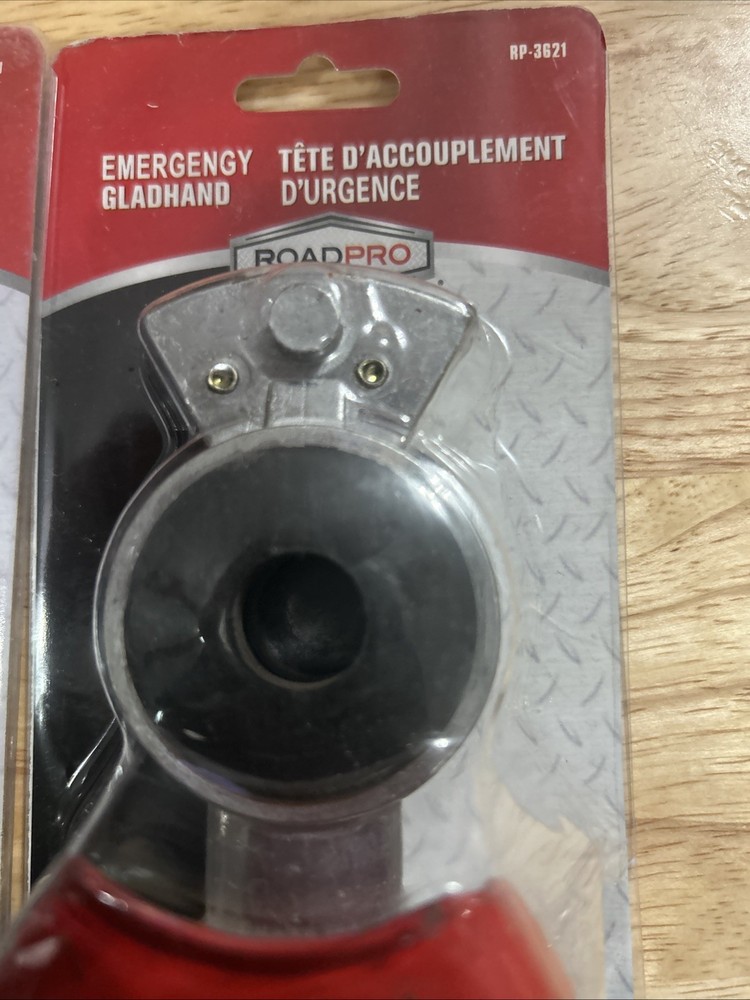 RP-3621
EMERGENGY
GLADHAND
TÊTE D'ACCOUPLEMENT
D'URGENCE
ROADPRO